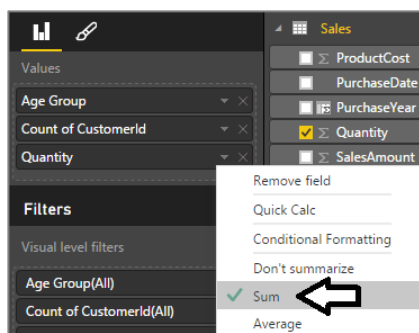 Values
Age Group
Count of CustomerId
Quantity
Filters
Visual level filters
Age Group(All)
Count of CustomerId(All)
Sales
Σ ProductCost
PurchaseDate
PurchaseYear
Σ Quantity
Σ SalesAmount
Remove field
Quick Calc
Conditional Formatting
Don't summarize
Sum
Average